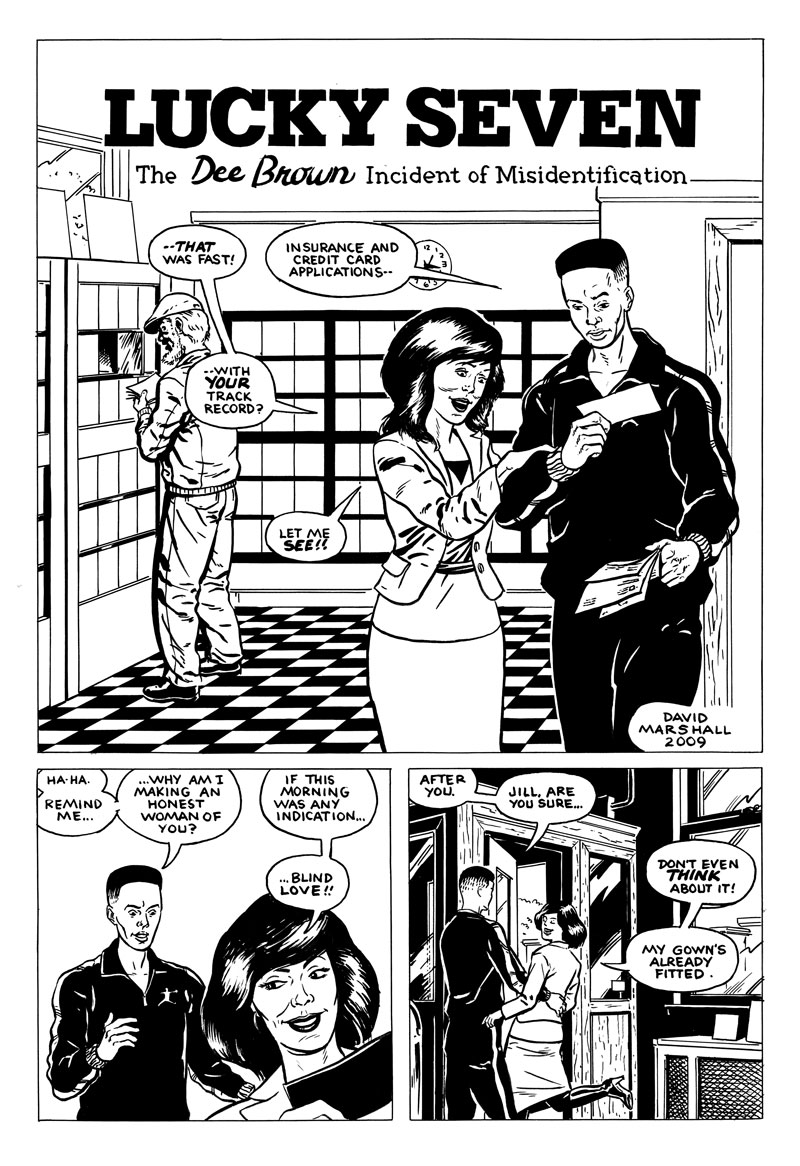 LUCKY SEVEN
The Dee Brown Incident of Misidentification
INSURANCE AND
CREDIT CARD
APPLICATIONS--
--THAT
WAS FAST!
--WITH
YOUR
TRACK
RECORD?
LET ME
SEE!!
DAVID
MARSHALL
2009
HA-HA.
REMIND
ME...
...WHY AM I
MAKING AN
HONEST
WOMAN OF
YOU?
IF THIS
MORNING
WAS ANY
INDICATION...
...BLIND
LOVE!!
AFTER
YOU.
JILL, ARE
YOU SURE...
DON'T EVEN
THINK
ABOUT IT!
MY GOWN'S
ALREADY
FITTED.